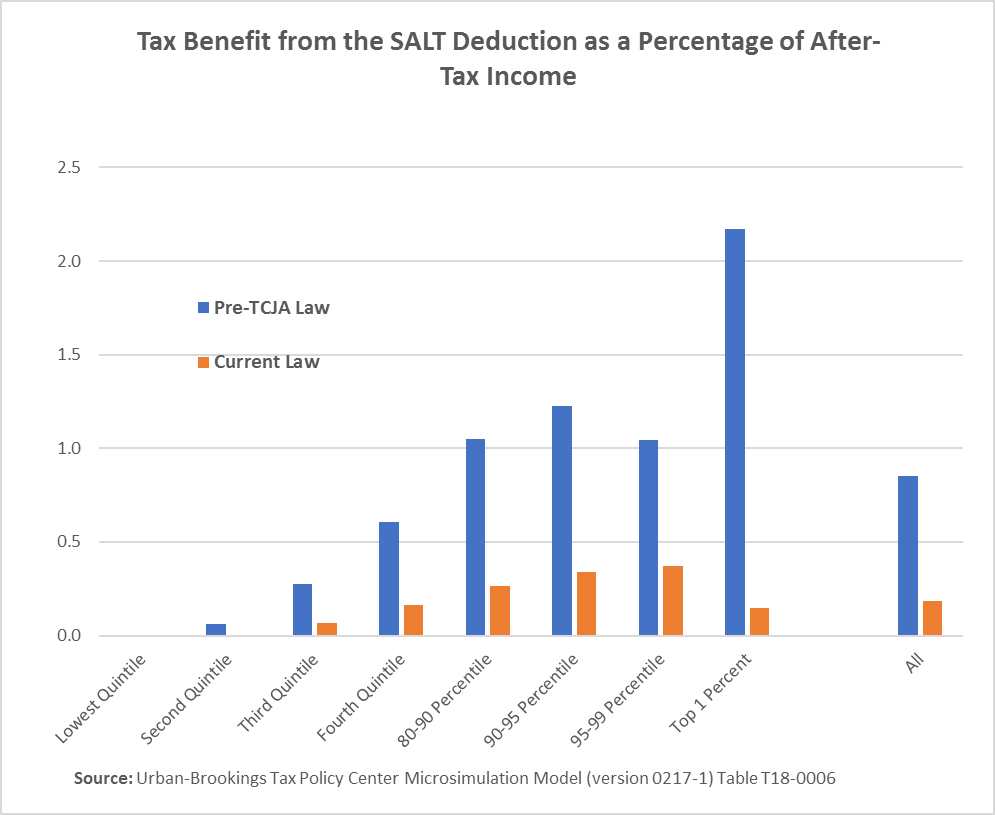 Tax Benefit from the SALT Deduction as a Percentage of After-
Tax Income
2.5
2.0
1.5
1.0
0.5
0.0
Pre-TCJA Law
Current Law
Lowest Quintile
Second Quintile
Third Quintile
Fourth Quintile
80-90 Percentile
90-95 Percentile
95-99 Percentile
Top 1 Percent
All
Source: Urban-Brookings Tax Policy Center Microsimulation Model (version 0217-1) Table T18-0006